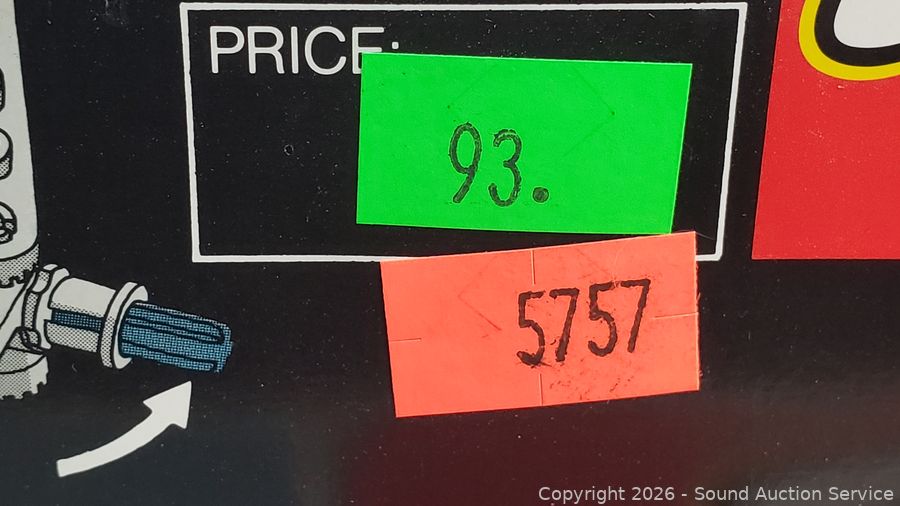 PRICE:
93.
5757
Copyright 2026 - Sound Auction Service